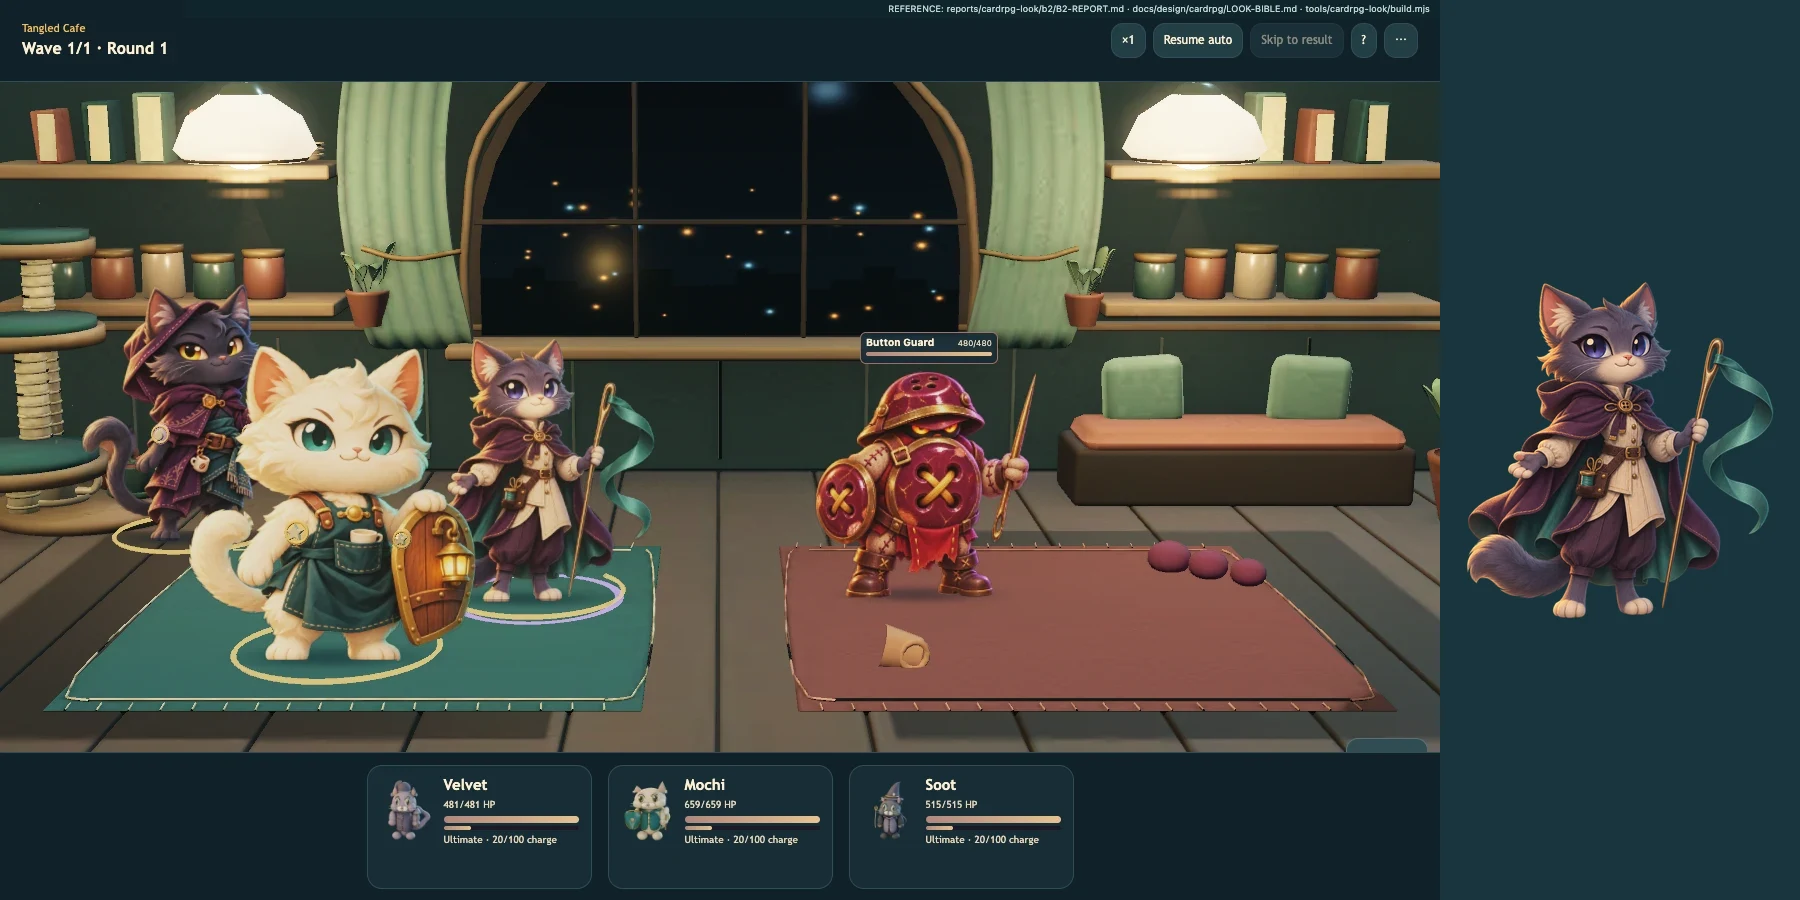 REFERENCE: reports/cardrpg-look/b2/B2-REPORT.md · docs/design/cardrpg/LOOK-BIBLE.md · tools/cardrpg-look/build.mjs
Tangled Cafe
Wave 1/1 · Round 1
×1
Resume auto
Skip to result
?
···
Button Guard 480/480
Velvet
481/481 HP
Ultimate · 20/100 charge
Mochi
659/659 HP
Ultimate · 20/100 charge
Soot
515/515 HP
Ultimate · 20/100 charge